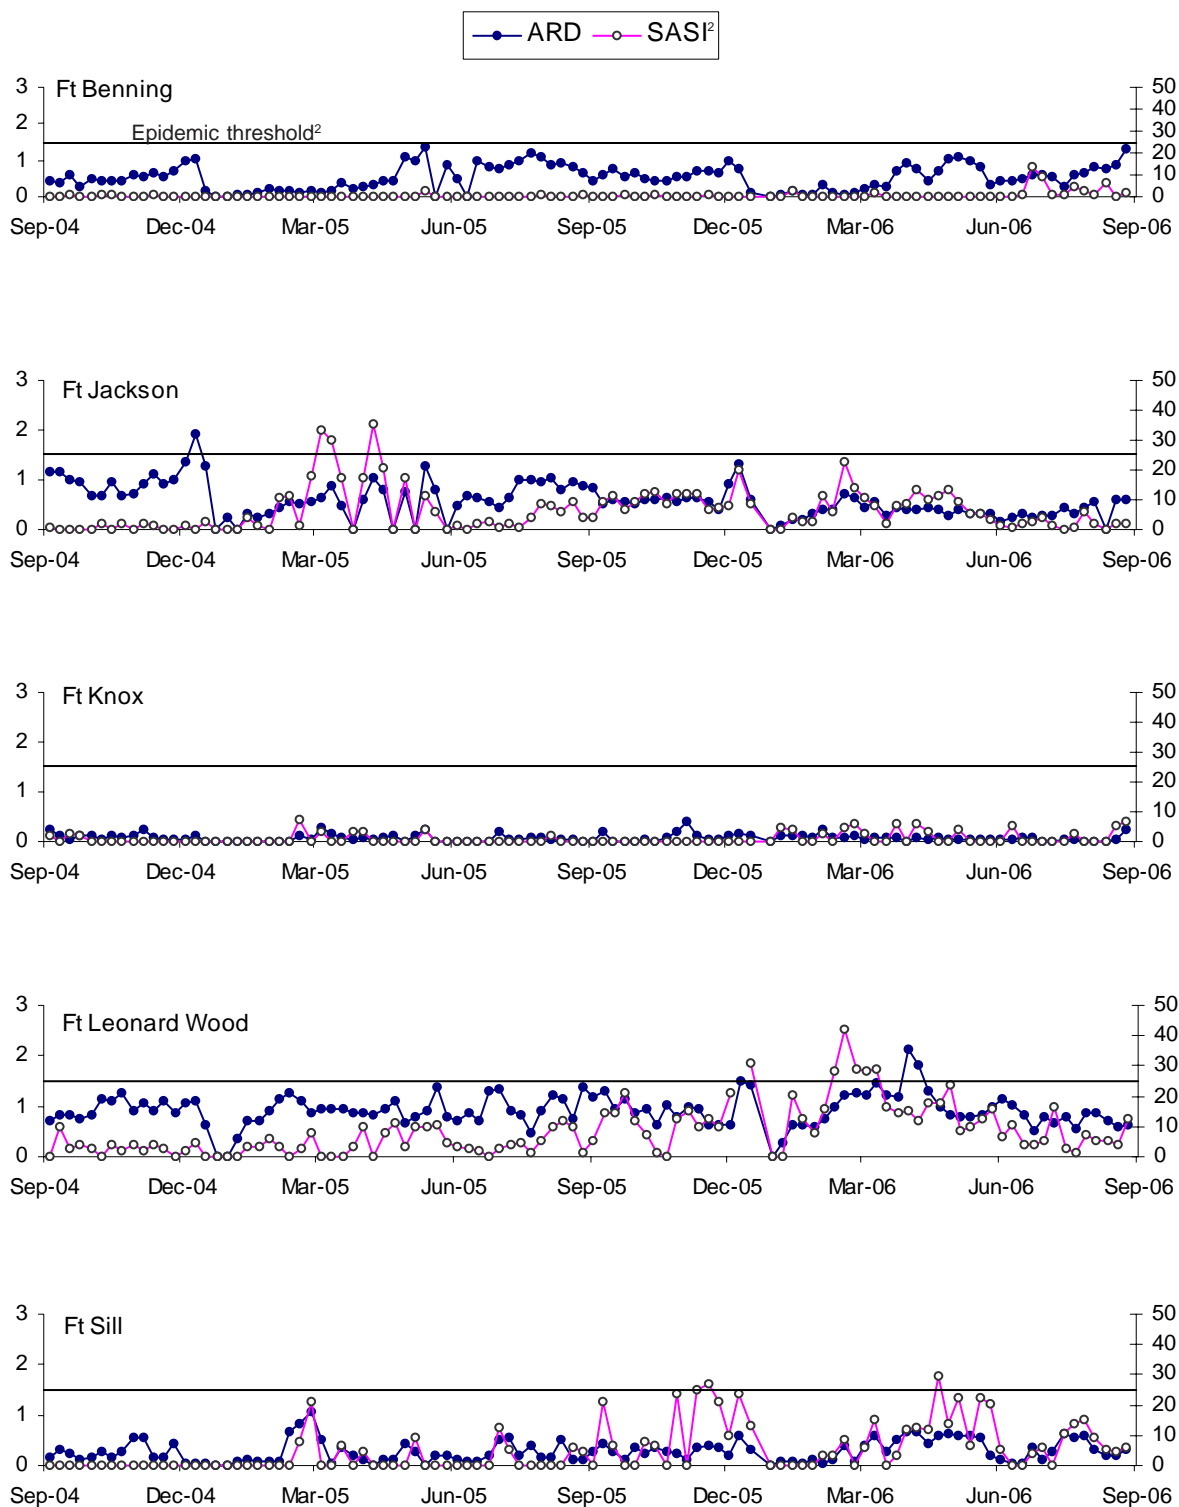 ARD SASI²
Ft Benning
3 50
40
2 30
Epidemic threshold²
1 20
10
0 0
Sep-04 Dec-04 Mar-05 Jun-05 Sep-05 Dec-05 Mar-06 Jun-06 Sep-06
3 50
Ft Jackson
40
2 30
1 20
10
0 0
Sep-04 Dec-04 Mar-05 Jun-05 Sep-05 Dec-05 Mar-06 Jun-06 Sep-06
3 50
Ft Knox
40
2 30
1 20
10
0 0
Sep-04 Dec-04 Mar-05 Jun-05 Sep-05 Dec-05 Mar-06 Jun-06 Sep-06
3 50
Ft Leonard Wood
40
2 30
1 20
10
0 0
Sep-04 Dec-04 Mar-05 Jun-05 Sep-05 Dec-05 Mar-06 Jun-06 Sep-06
3 50
Ft Sill
40
2 30
1 20
10
0 0
Sep-04 Dec-04 Mar-05 Jun-05 Sep-05 Dec-05 Mar-06 Jun-06 Sep-06